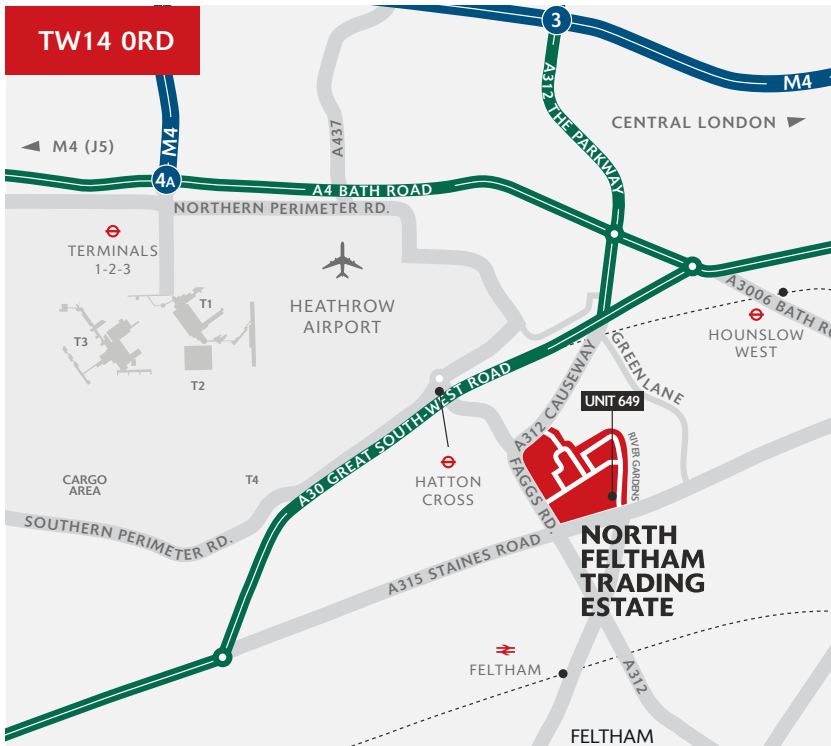 TW14 0RD
3
M4
A312 THE PARKWAY
CENTRAL LONDON
M4 (J5)
M4
A437
4A
A4 BATH ROAD
NORTHERN PERIMETER RD.
TERMINALS
1-2-3
HEATHROW
AIRPORT
T1
T3
T2
A3006 BATH RO
HOUNSLOW
WEST
GREEN LANE
A312 CAUSEWAY
UNIT 649
RIVER GARDENS
A30 GREAT SOUTH-WEST ROAD
HATTON
CROSS
FAGGS RD.
CARGO
AREA
T4
SOUTHERN PERIMETER RD.
A315 STAINES ROAD
NORTH
FELTHAM
TRADING
ESTATE
FELTHAM
A312
FELTHAM